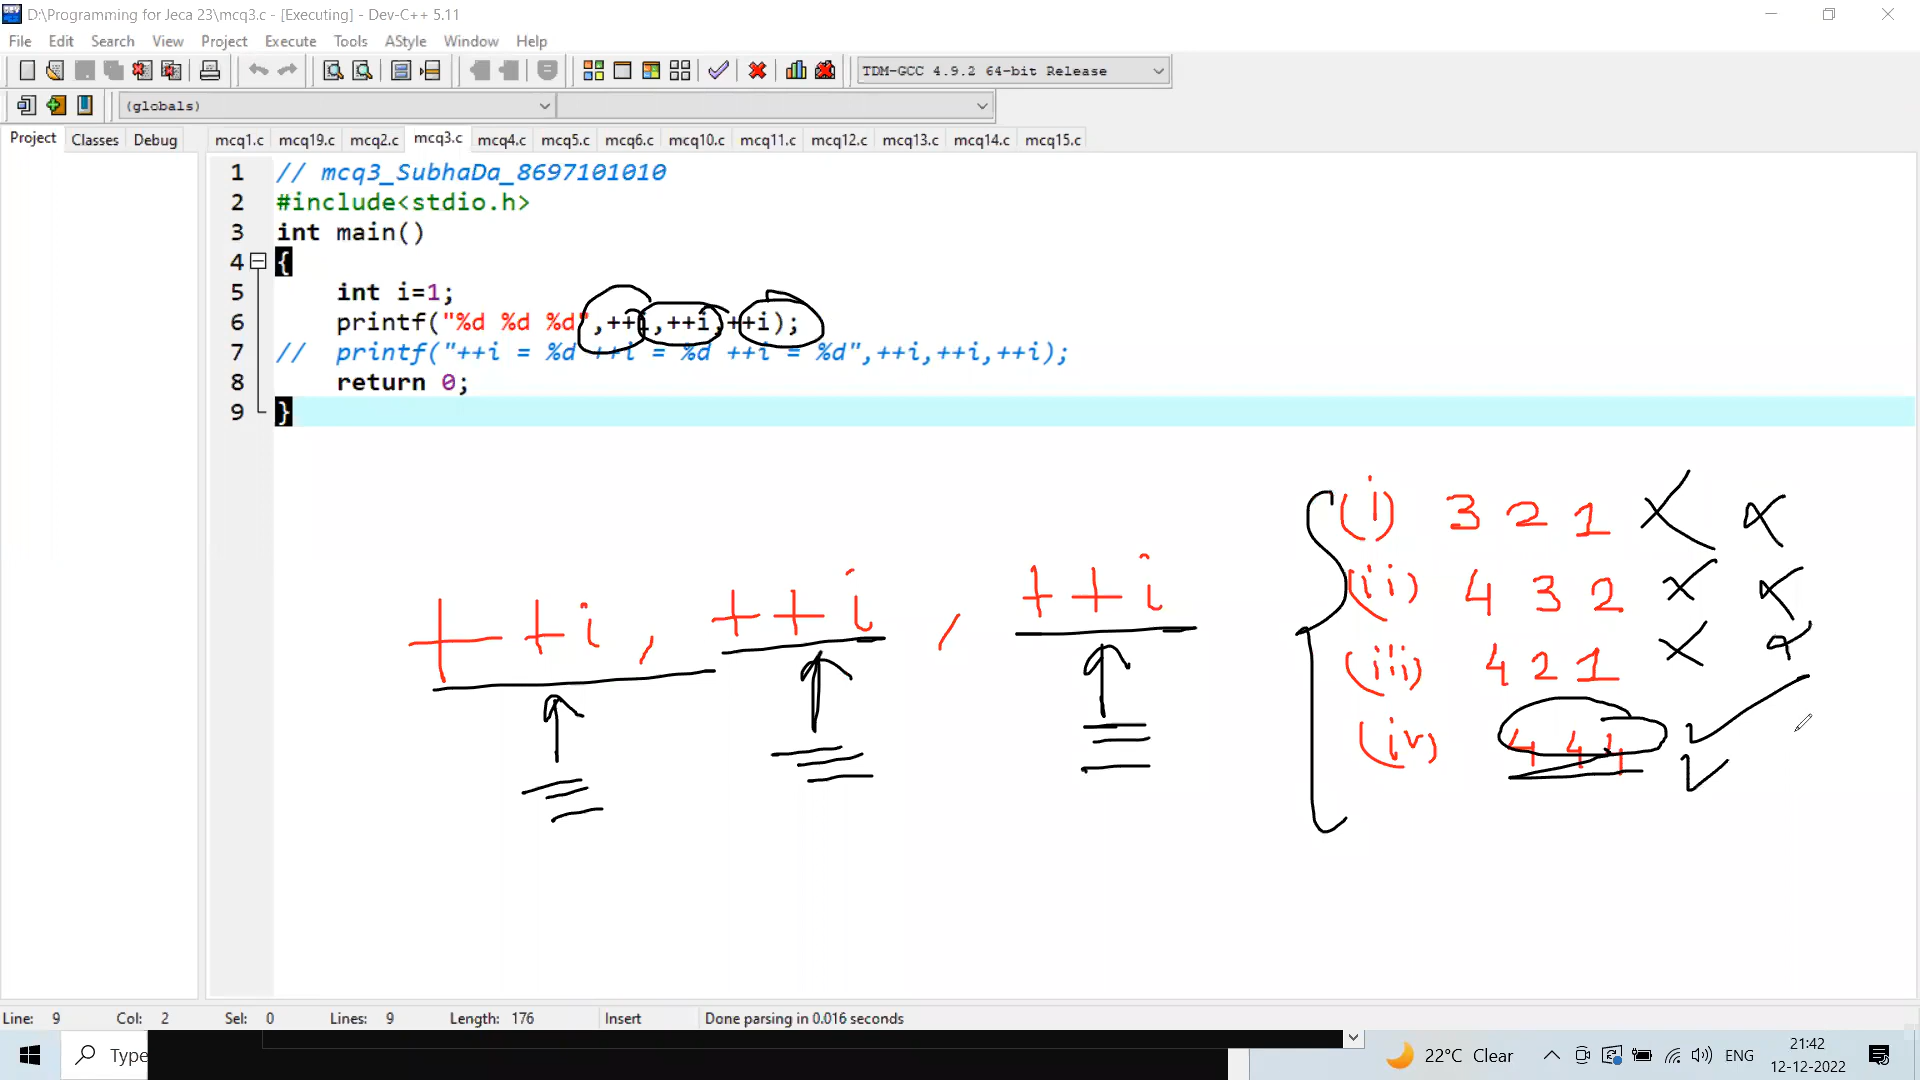 D:\Programming for Jeca 23\mcq3.c - [Executing] - Dev-C++ 5.11
File Edit Search View Project Execute Tools AStyle Window Help
TDM-GCC 4.9.2 64-bit Release
(globals)
Project Classes Debug mcq1.c mcq19.c mcq2.c mcq3.c mcq4.c mcq5.c mcq6.c mcq10.c mcq11.c mcq12.c mcq13.c mcq14.c mcq15.c
1 // mcq3_SubhaDa_8697101010
2 #include<stdio.h>
3 int main()
4 {
5 int i=1;
6 printf("%d %d %d",++i,++i,++i);
7 // printf("++i = %d ++i = %d ++i = %d",++i,++i,++i);
8 return 0;
9 }
++i, ++i, ++i
(i) 3 2 1
(ii) 4 3 2
(iii) 4 2 1
(iv) 4 4 4
Line: 9 Col: 2 Sel: 0 Lines: 9 Length: 176 Insert Done parsing in 0.016 seconds
Type
22°C Clear
ENG
21:42
12-12-2022